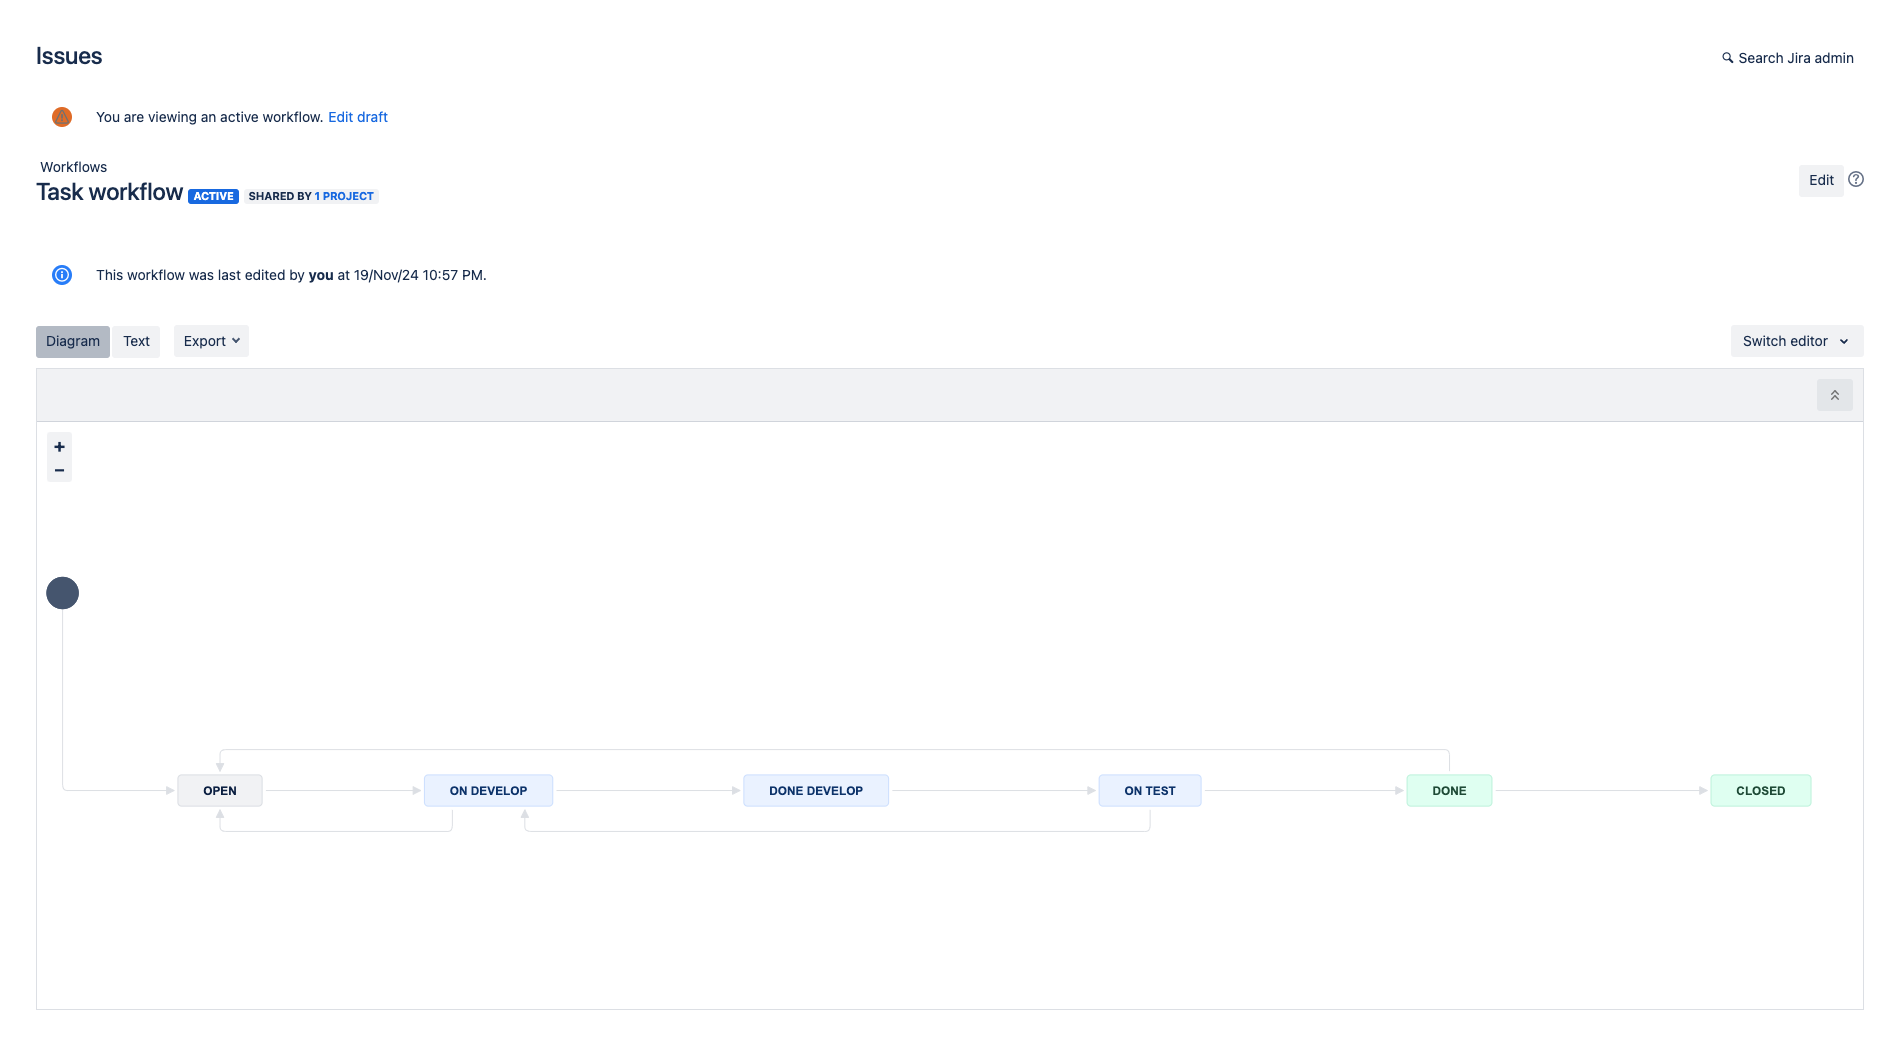 Issues
Search Jira admin
You are viewing an active workflow. Edit draft
Workflows
Task workflow ACTIVE SHARED BY 1 PROJECT
Edit
This workflow was last edited by you at 19/Nov/24 10:57 PM.
Diagram Text Export
Switch editor
OPEN ON DEVELOP DONE DEVELOP ON TEST DONE CLOSED